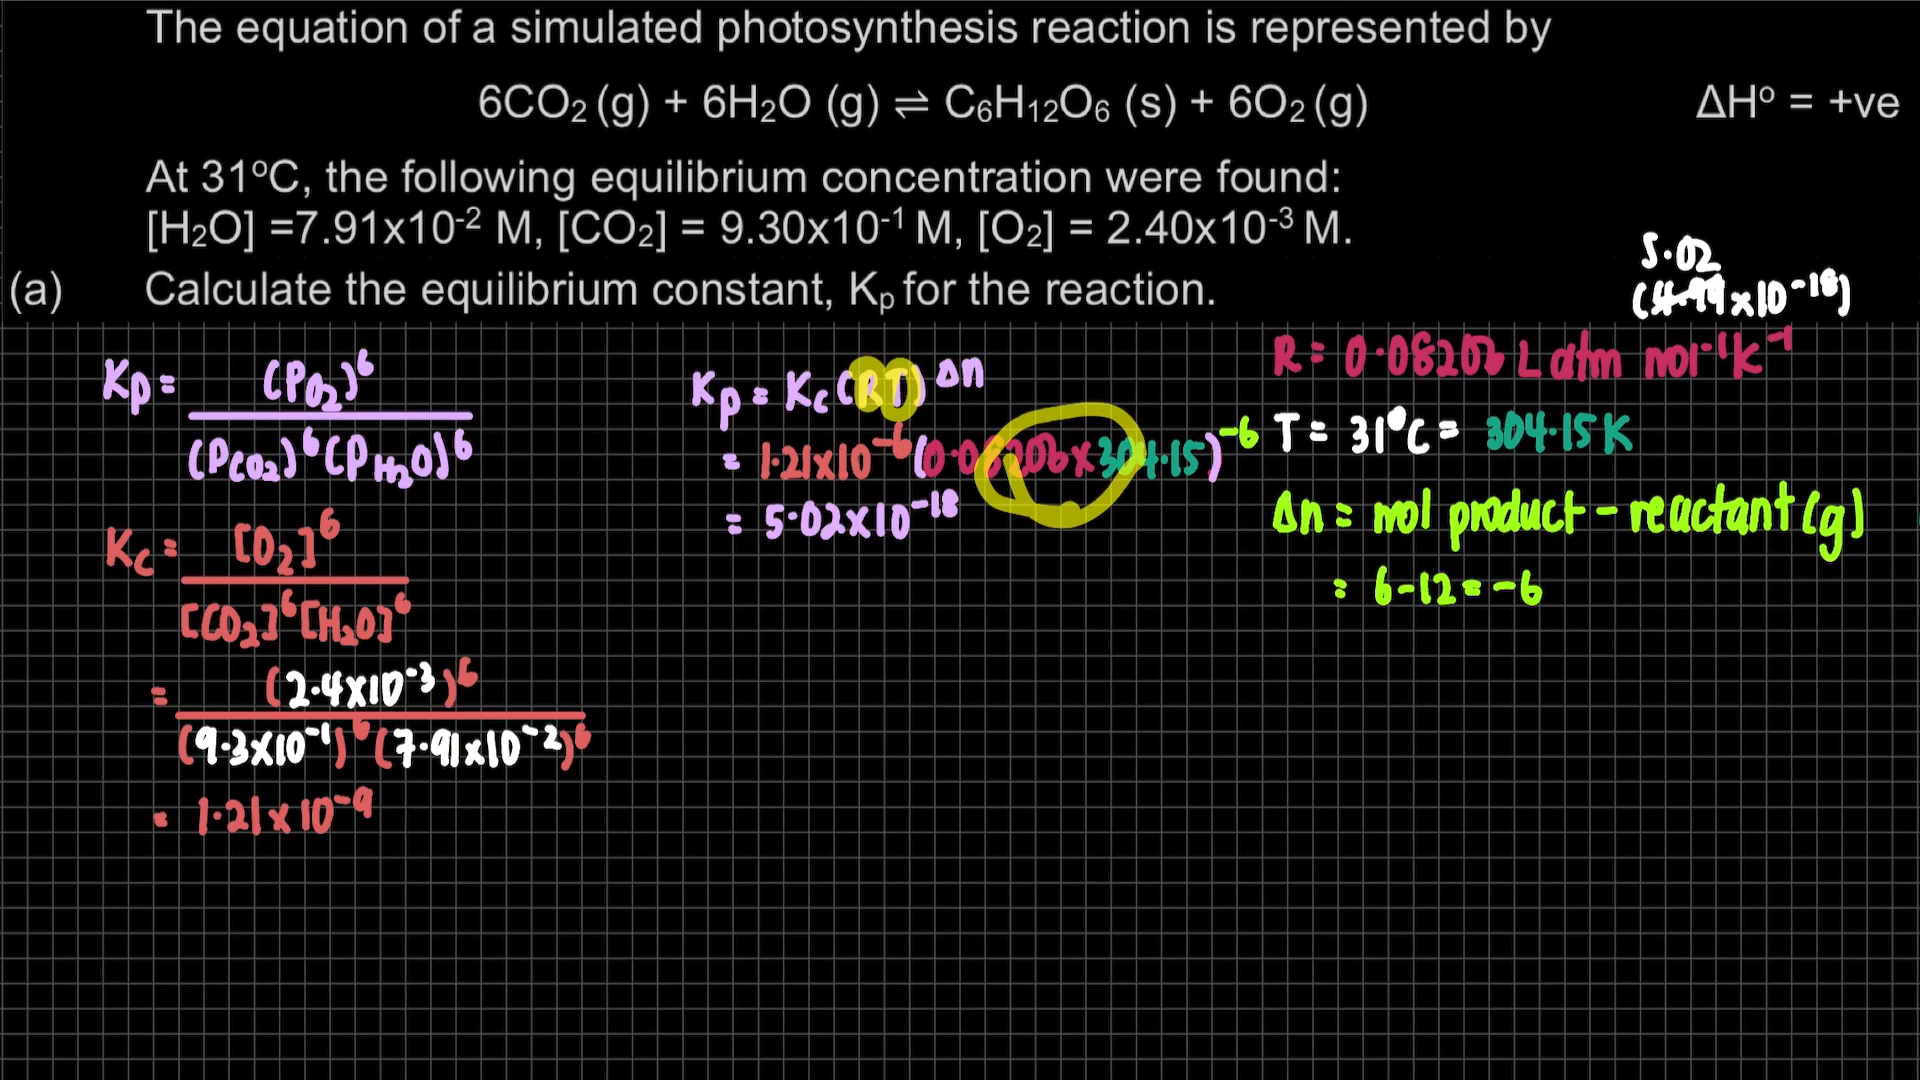 The equation of a simulated photosynthesis reaction is represented by
6CO₂ (g) + 6H₂O (g) ⇌ C₆H₁₂O₆ (s) + 6O₂ (g) ΔHᵒ = +ve
At 31ᵒC, the following equilibrium concentration were found:
[H₂O] =7.91x10⁻² M, [CO₂] = 9.30x10⁻¹ M, [O₂] = 2.40x10⁻³ M.
(a) Calculate the equilibrium constant, Kₚ for the reaction.
5.02
(4.99x10⁻¹⁸)
Kp = (PO₂)⁶
(PCO₂)⁶(PH₂O)⁶
Kc = [O₂]⁶
[CO₂]⁶[H₂O]⁶
= (2.4x10⁻³)⁶
(9.3x10⁻¹)⁶(7.91x10⁻²)⁶
= 1.21x10⁻⁹
Kp = Kc(RT)^Δn
= 1.21x10⁻⁶(0.08206x304.15)⁻⁶
= 5.02x10⁻¹⁸
R = 0.08206 L atm mol⁻¹K⁻¹
T = 31°C = 304.15K
Δn = mol product - reactant (g)
= 6-12 = -6